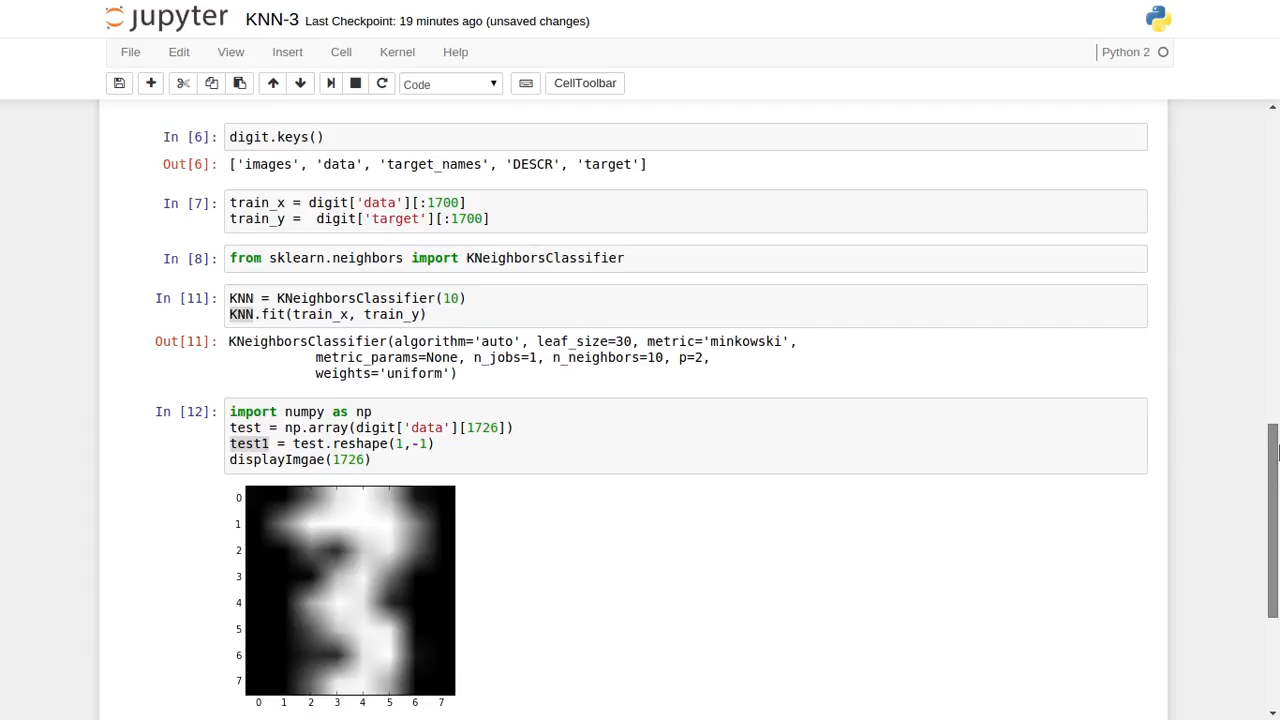 jupyter KNN-3 Last Checkpoint: 19 minutes ago (unsaved changes)
File Edit View Insert Cell Kernel Help Python 2
Code CellToolbar
In [6]: digit.keys()
Out[6]: ['images', 'data', 'target_names', 'DESCR', 'target']
In [7]: train_x = digit['data'][:1700]
train_y =  digit['target'][:1700]
In [8]: from sklearn.neighbors import KNeighborsClassifier
In [11]: KNN = KNeighborsClassifier(10)
KNN.fit(train_x, train_y)
Out[11]: KNeighborsClassifier(algorithm='auto', leaf_size=30, metric='minkowski',
metric_params=None, n_jobs=1, n_neighbors=10, p=2,
weights='uniform')
In [12]: import numpy as np
test = np.array(digit['data'][1726])
test1 = test.reshape(1,-1)
displayImgae(1726)
0
1
2
3
4
5
6
7
0 1 2 3 4 5 6 7